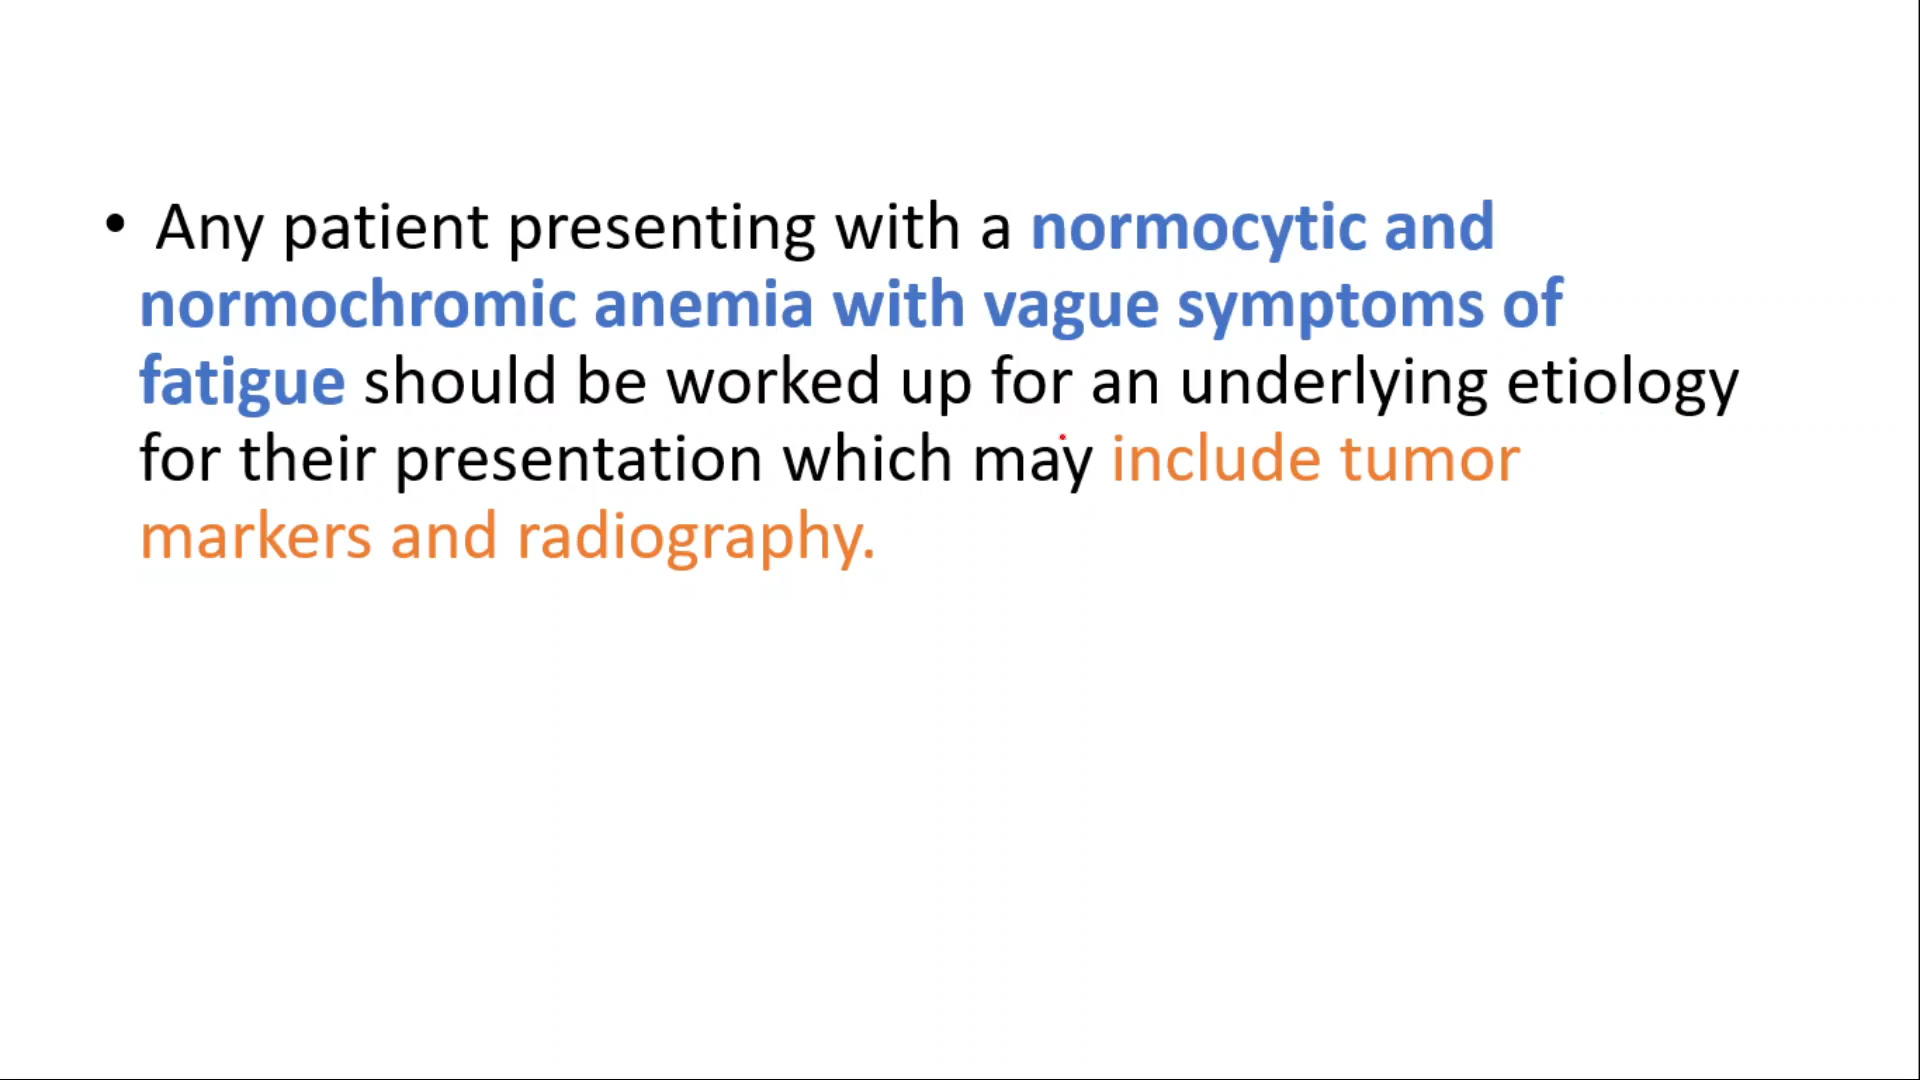 • Any patient presenting with a normocytic and
normochromic anemia with vague symptoms of
fatigue should be worked up for an underlying etiology
for their presentation which may include tumor
markers and radiography.